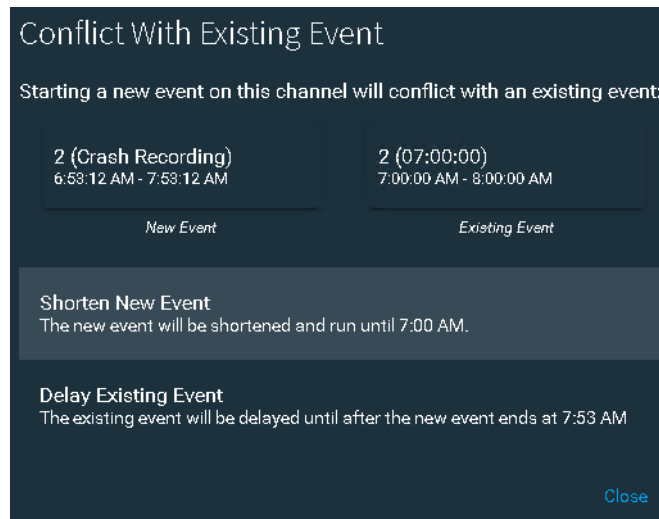 Conflict With Existing Event
Starting a new event on this channel will conflict with an existing event:
2 (Crash Recording)
6:53:12 AM - 7:53:12 AM
New Event
2 (07:00:00)
7:00:00 AM - 8:00:00 AM
Existing Event
Shorten New Event
The new event will be shortened and run until 7:00 AM.
Delay Existing Event
The existing event will be delayed until after the new event ends at 7:53 AM
Close